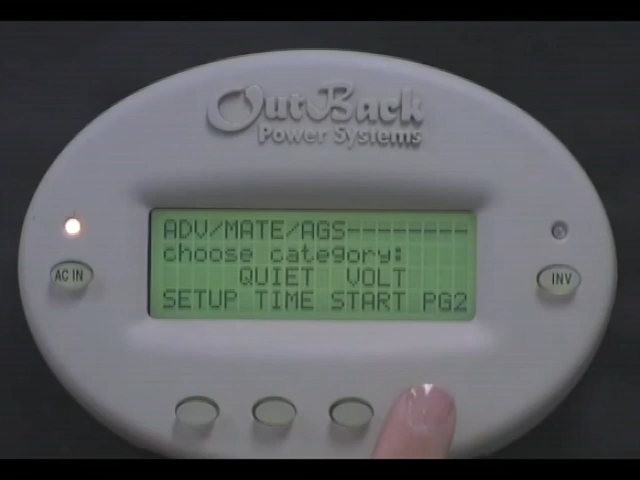 OutBack
Power Systems
ADV/MATE/AGS--------
choose category:
QUIET VOLT
SETUP TIME START PG2
AC IN
INV